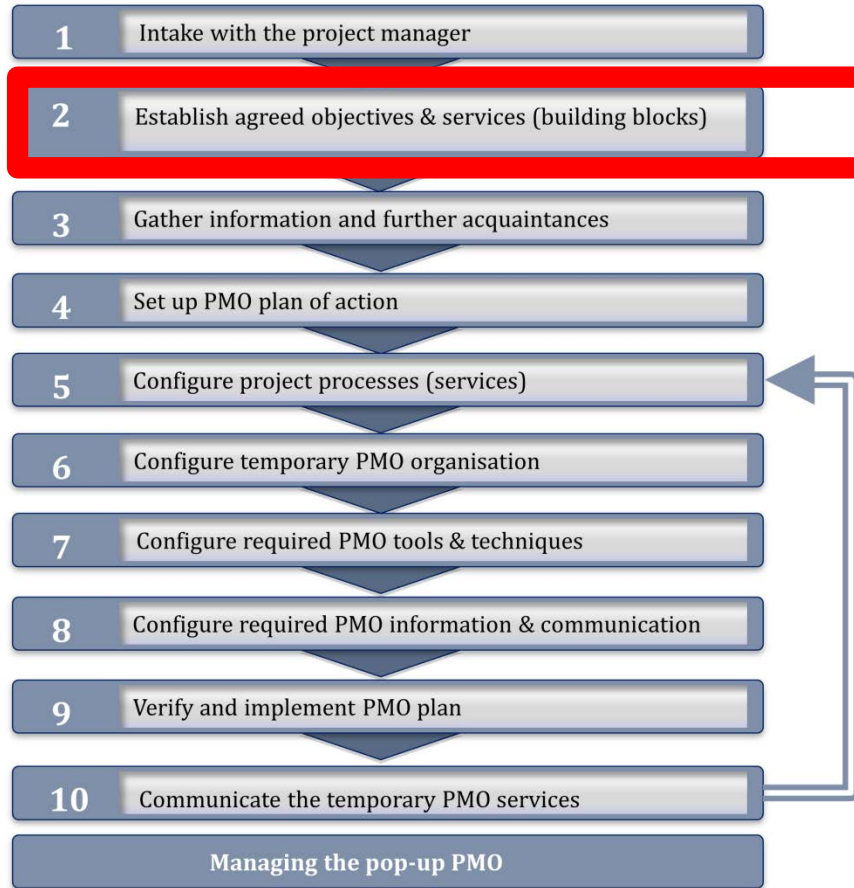 1 Intake with the project manager
2 Establish agreed objectives & services (building blocks)
3 Gather information and further acquaintances
4 Set up PMO plan of action
5 Configure project processes (services)
6 Configure temporary PMO organisation
7 Configure required PMO tools & techniques
8 Configure required PMO information & communication
9 Verify and implement PMO plan
10 Communicate the temporary PMO services
Managing the pop-up PMO